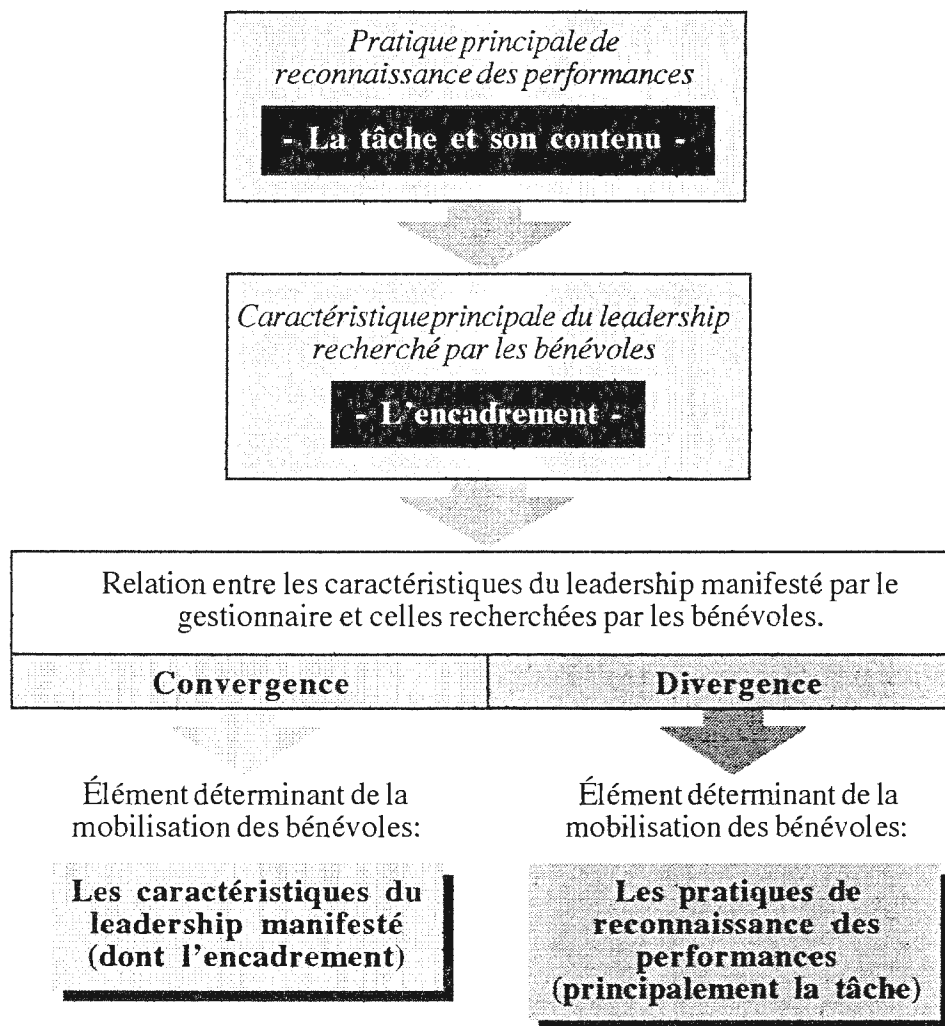 Pratique principale de
reconnaissance des performances
- La tâche et son contenu -
Caractéristique principale du leadership
recherché par les bénévoles
- L'encadrement -
Relation entre les caractéristiques du leadership manifesté par le
gestionnaire et celles recherchées par les bénévoles.
Convergence
Divergence
Élément déterminant de la
mobilisation des bénévoles:
Les caractéristiques du
leadership manifesté
(dont l'encadrement)
Élément déterminant de la
mobilisation des bénévoles:
Les pratiques de
reconnaissance des
performances
(principalement la tâche)